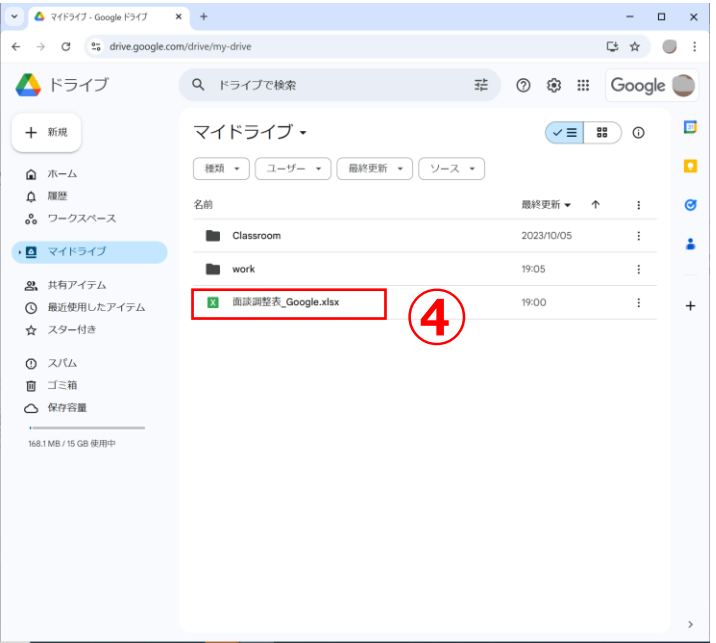 マイドライブ - Google ドライブ
drive.google.com/drive/my-drive
ドライブ
ドライブで検索
Google
新規
マイドライブ
ホーム
種類
ユーザー
最終更新
ソース
履歴
名前
最終更新
ワークスペース
Classroom
2023/10/05
マイドライブ
work
19:05
共有アイテム
面談調整表_Google.xlsx
19:00
④
最近使用したアイテム
スター付き
スパム
ゴミ箱
保存容量
168.1 MB / 15 GB 使用中